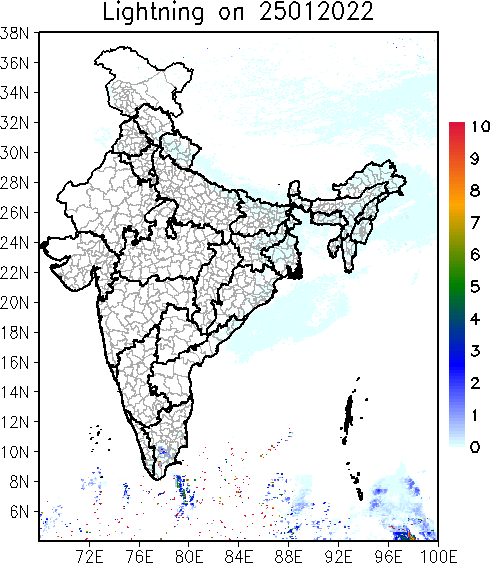 Lightning on 25012022
38N
36N
34N
32N
30N
28N
26N
24N
22N
20N
18N
16N
14N
12N
10N
8N
6N
72E 76E 80E 84E 88E 92E 96E 100E
10
9
8
7
6
5
4
3
2
1
0